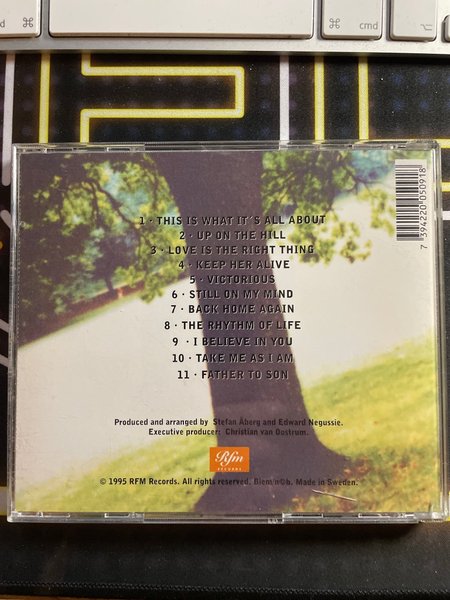 ⌘
⌘
cmd
⌥
1 · THIS IS WHAT IT'S ALL ABOUT
2 · UP ON THE HILL
3 · LOVE IS THE RIGHT THING
4 · KEEP HER ALIVE
5 · VICTORIOUS
6 · STILL ON MY MIND
7 · BACK HOME AGAIN
8 · THE RHYTHM OF LIFE
9 · I BELIEVE IN YOU
10 · TAKE ME AS I AM
11 · FATHER TO SON
7 394220 050918
Produced and arranged by Stefan Åberg and Edward Negussie.
Executive producer: Christian van Oostrum.
Rfm
RECORDS
© 1995 RFM Records. All rights reserved. Biem n©b. Made in Sweden.